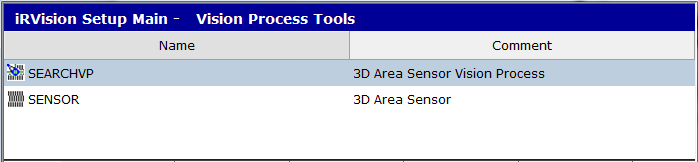 iRVision Setup Main - Vision Process Tools
Name Comment
SEARCHVP 3D Area Sensor Vision Process
SENSOR 3D Area Sensor